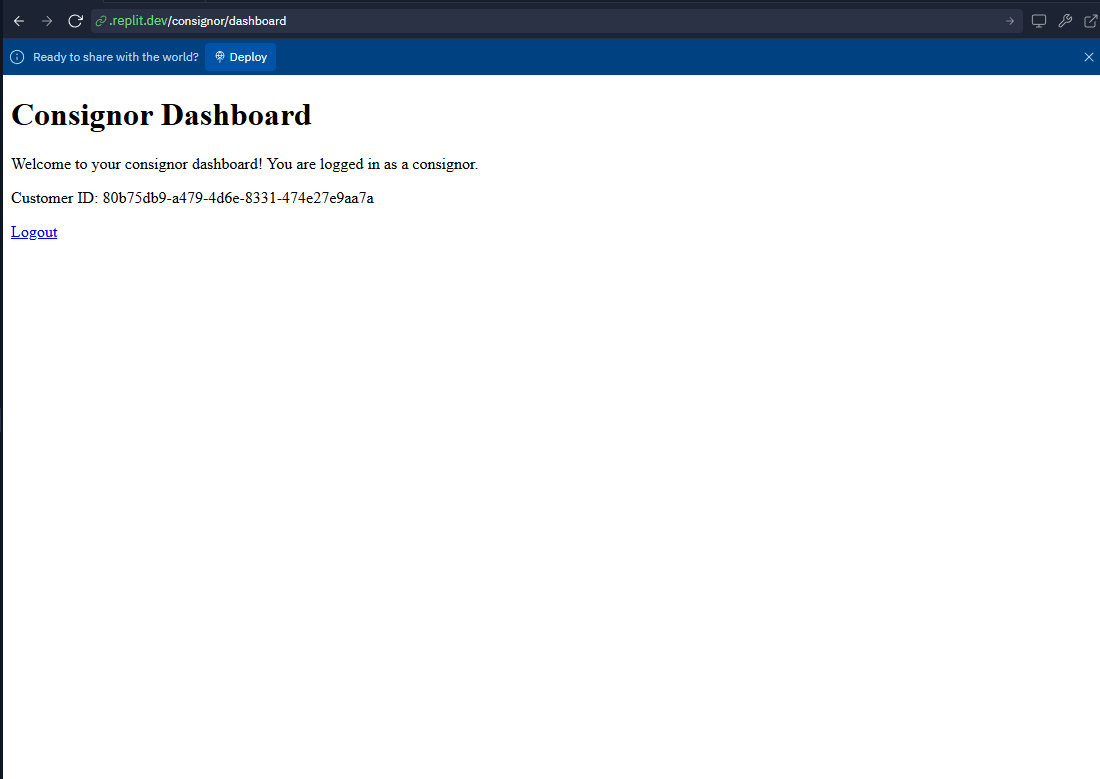 .replit.dev/consignor/dashboard
Ready to share with the world? Deploy
Consignor Dashboard
Welcome to your consignor dashboard! You are logged in as a consignor.
Customer ID: 80b75db9-a479-4d6e-8331-474e27e9aa7a
Logout